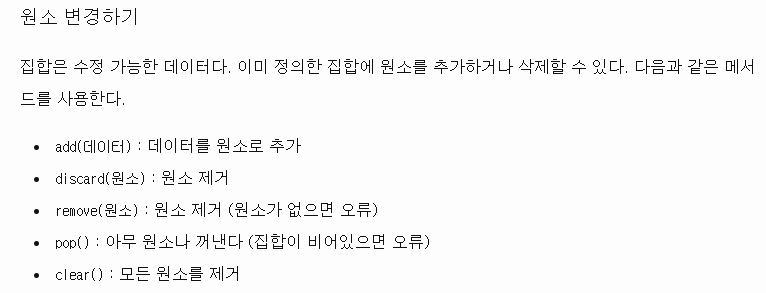 원소 변경하기
집합은 수정 가능한 데이터다. 이미 정의한 집합에 원소를 추가하거나 삭제할 수 있다. 다음과 같은 메서
드를 사용한다.
• add(데이터) : 데이터를 원소로 추가
• discard(원소) : 원소 제거
• remove(원소) : 원소 제거 (원소가 없으면 오류)
• pop() : 아무 원소나 꺼낸다 (집합이 비어있으면 오류)
• clear() : 모든 원소를 제거